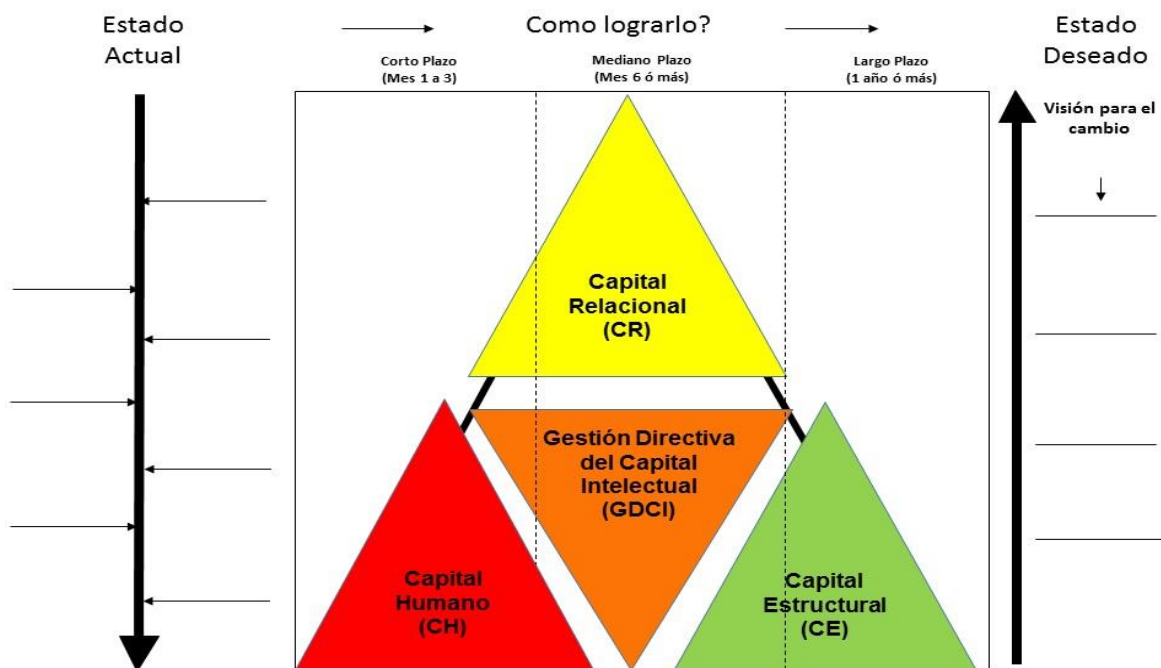 Estado
Actual
Como lograrlo?
Estado
Deseado
Corto Plazo
(Mes 1 a 3)
Mediano Plazo
(Mes 6 ó más)
Largo Plazo
(1 año ó más)
Visión para el
cambio
Capital
Relacional
(CR)
Gestión Directiva
del Capital
Intelectual
(GDCI)
Capital
Humano
(CH)
Capital
Estructural
(CE)